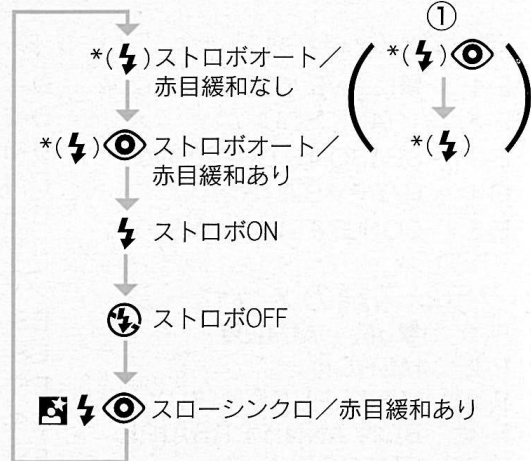 ①
*(⚡)ストロボオート／
赤目緩和なし
*(⚡)👁
*(⚡)
*(⚡)👁ストロボオート／
赤目緩和あり
⚡ ストロボON
ストロボOFF
⚡👁スローシンクロ／赤目緩和あり